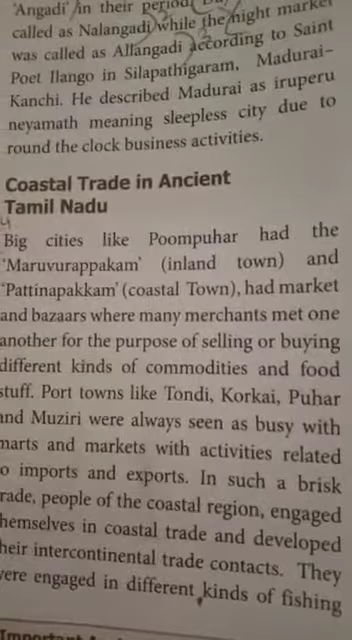 'Angadi' in their period
called as Nalangadi while the night market
was called as Allangadi according to Saint
Poet Ilango in Silapathigaram, Madurai-
Kanchi. He described Madurai as iruperu
neyamath meaning sleepless city due to
round the clock business activities.
Coastal Trade in Ancient
Tamil Nadu
Big cities like Poompuhar had the
'Maruvurappakam' (inland town) and
'Pattinapakkam' (coastal Town), had market
and bazaars where many merchants met one
another for the purpose of selling or buying
different kinds of commodities and food
stuff. Port towns like Tondi, Korkai, Puhar
and Muziri were always seen as busy with
marts and markets with activities related
o imports and exports. In such a brisk
rade, people of the coastal region, engaged
hemselves in coastal trade and developed
heir intercontinental trade contacts. They
were engaged in different kinds of fishing